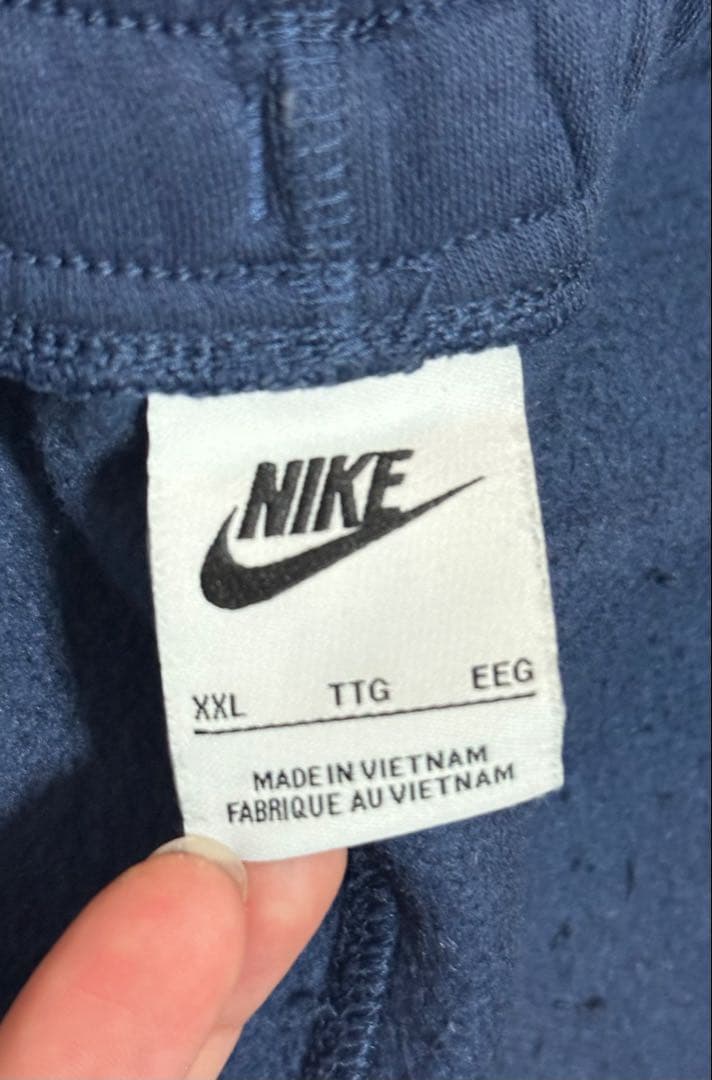 NIKE
XXL TTG EEG
MADE IN VIETNAM
FABRIQUE AU VIETNAM